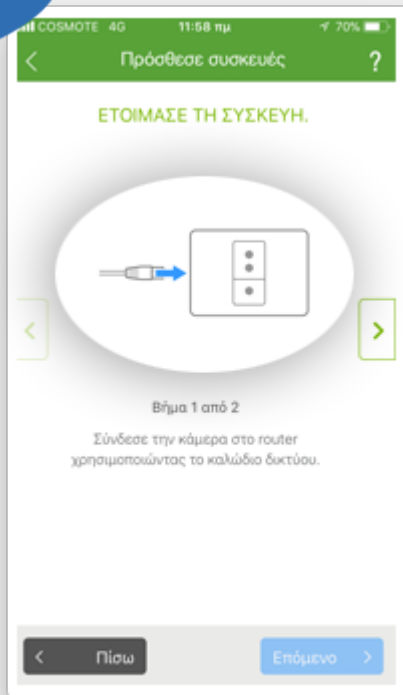 COSMOTE 4G 11:58 πμ 70%
Πρόσθεσε συσκευές ?
ΕΤΟΙΜΑΣΕ ΤΗ ΣΥΣΚΕΥΗ.
Βήμα 1 από 2
Σύνδεσε την κάμερα στο router
χρησιμοποιώντας το καλώδιο δικτύου.
Πίσω
Επόμενο